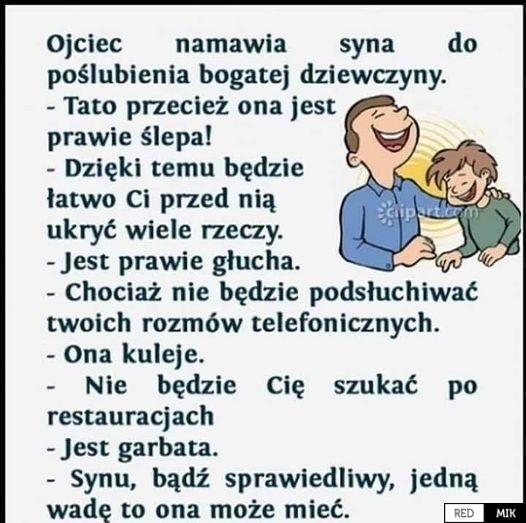 Ojciec namawia syna do
poślubienia bogatej dziewczyny.
- Tato przecież ona jest
prawie ślepa!
- Dzięki temu będzie
łatwo Ci przed nią
ukryć wiele rzeczy.
- Jest prawie głucha.
- Chociaż nie będzie podsłuchiwać
twoich rozmów telefonicznych.
- Ona kuleje.
- Nie będzie Cię szukać po
restauracjach
- Jest garbata.
- Synu, bądź sprawiedliwy, jedną
wadę to ona może mieć.
clipart.com
RED MIK